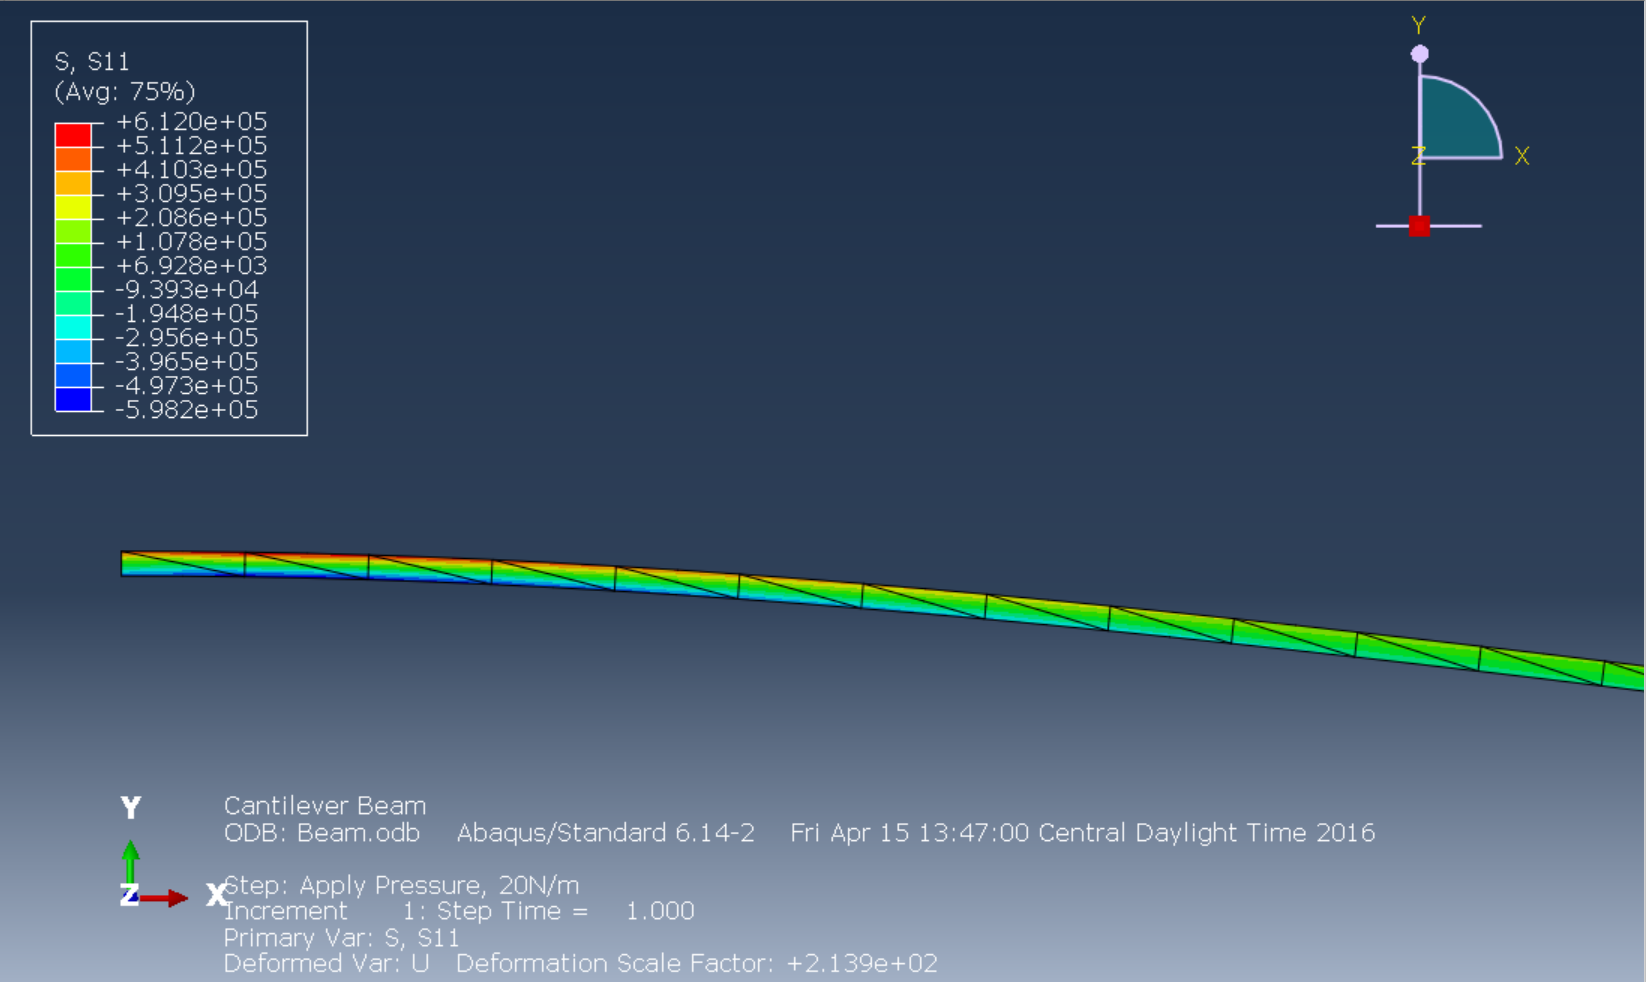 S, S11
(Avg: 75%)
+6.120e+05
+5.112e+05
+4.103e+05
+3.095e+05
+2.086e+05
+1.078e+05
+6.928e+03
-9.393e+04
-1.948e+05
-2.956e+05
-3.965e+05
-4.973e+05
-5.982e+05
Y
Z X
Y
Z X
Cantilever Beam
ODB: Beam.odb Abaqus/Standard 6.14-2 Fri Apr 15 13:47:00 Central Daylight Time 2016
Step: Apply Pressure, 20N/m
Increment 1: Step Time = 1.000
Primary Var: S, S11
Deformed Var: U Deformation Scale Factor: +2.139e+02